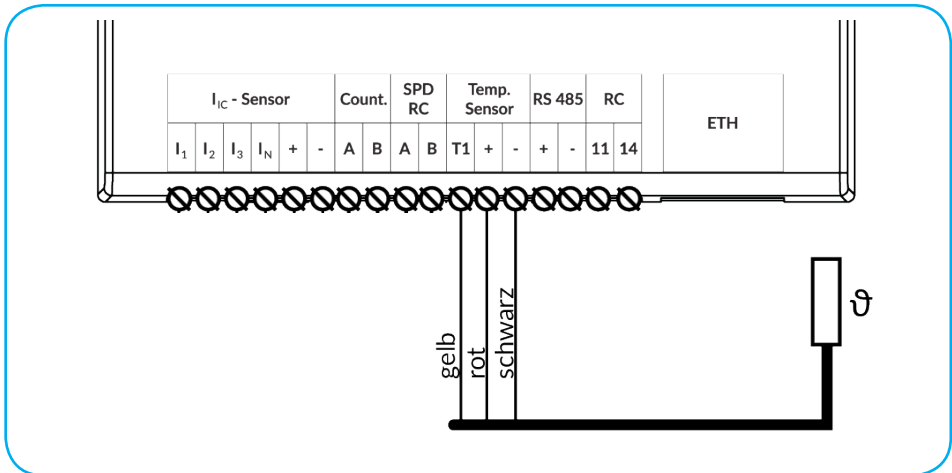 I_IC - Sensor Count. SPD RC Temp. Sensor RS 485 RC ETH
I₁ I₂ I₃ I_N + - A B A B T1 + - + - 11 14
gelb
rot
schwarz
ϑ